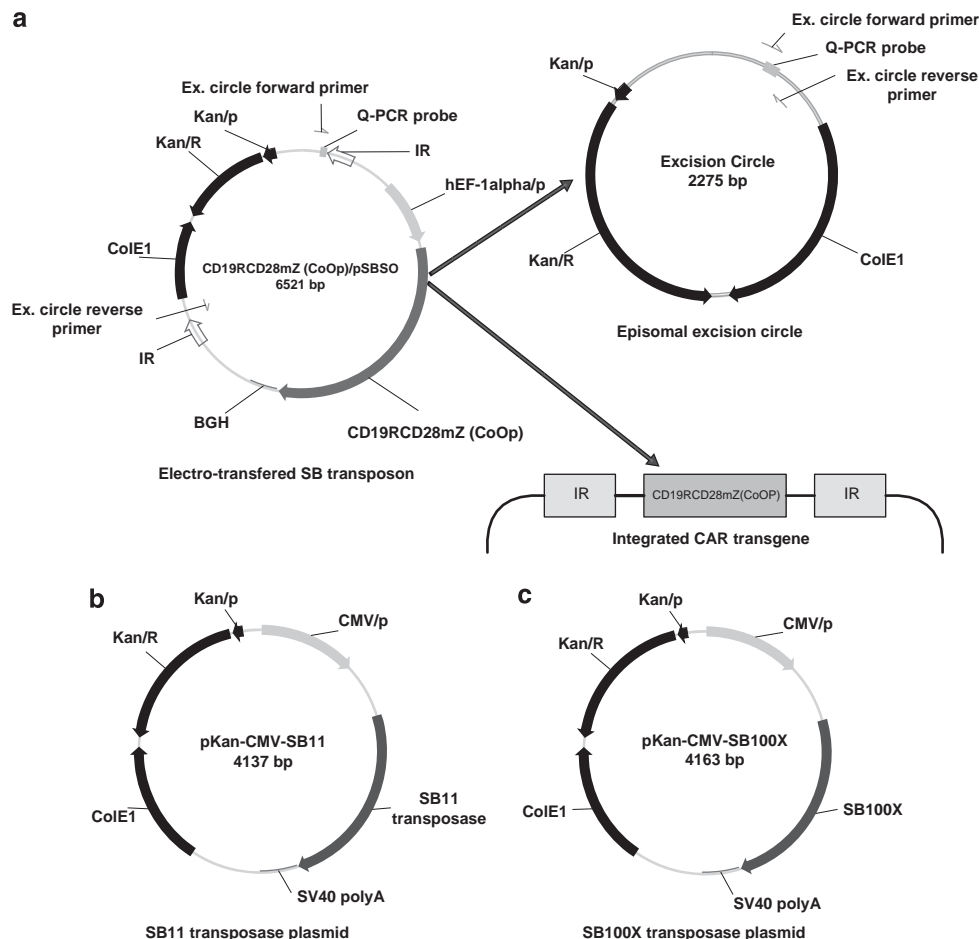 a
Ex. circle forward primer
Q-PCR probe
Kan/p
Kan/R
IR
hEF-1alpha/p
ColE1
CD19RCD28mZ (CoOp)/pSBSO
6521 bp
Ex. circle reverse
primer
IR
BGH
CD19RCD28mZ (CoOp)
Electro-transfered SB transposon
Ex. circle forward primer
Q-PCR probe
Ex. circle reverse
primer
Kan/p
Excision Circle
2275 bp
Kan/R
ColE1
Episomal excision circle
IR
CD19RCD28mZ(CoOP)
IR
Integrated CAR transgene
b
Kan/p
CMV/p
Kan/R
pKan-CMV-SB11
4137 bp
ColE1
SB11
transposase
SV40 polyA
SB11 transposase plasmid
c
Kan/p
CMV/p
Kan/R
pKan-CMV-SB100X
4163 bp
ColE1
SB100X
SV40 polyA
SB100X transposase plasmid